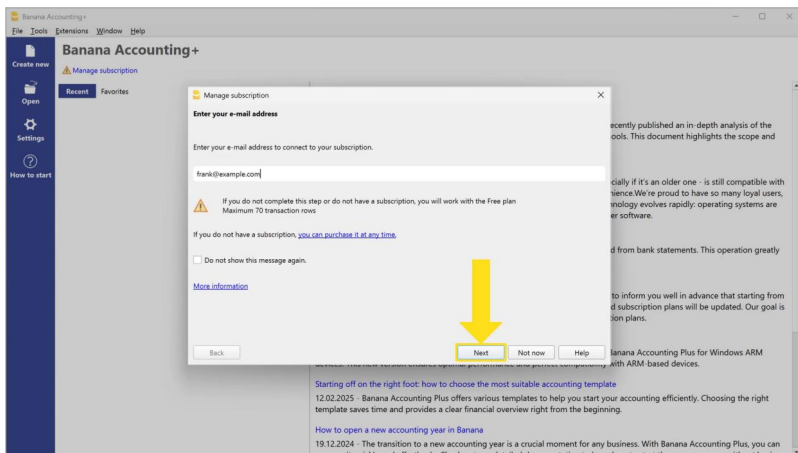 Banana Accounting+
File Tools Extensions Window Help
Banana Accounting+
Create new
Manage subscription
Open
Recent Favorites
Settings
How to start
Manage subscription
Enter your e-mail address
Enter your e-mail address to connect to your subscription.
frank@example.com
If you do not complete this step or do not have a subscription, you will work with the Free plan
Maximum 70 transaction rows
If you do not have a subscription, you can purchase it at any time.
Do not show this message again.
More information
Back Next Not now Help
ecently published an in-depth analysis of the
ools. This document highlights the scope and
cially if it's an older one - is still compatible with
nience.We're proud to have so many loyal users,
nology evolves rapidly: operating systems are
er software.
d from bank statements. This operation greatly
to inform you well in advance that starting from
d subscription plans will be updated. Our goal is
tion plans.
Banana Accounting Plus for Windows ARM
devices. This new version ensures optimal performance and perfect compatibility with ARM-based devices.
Starting off on the right foot: how to choose the most suitable accounting template
12.02.2025 - Banana Accounting Plus offers various templates to help you start your accounting efficiently. Choosing the right
template saves time and provides a clear financial overview right from the beginning.
How to open a new accounting year in Banana
19.12.2024 - The transition to a new accounting year is a crucial moment for any business. With Banana Accounting Plus, you can